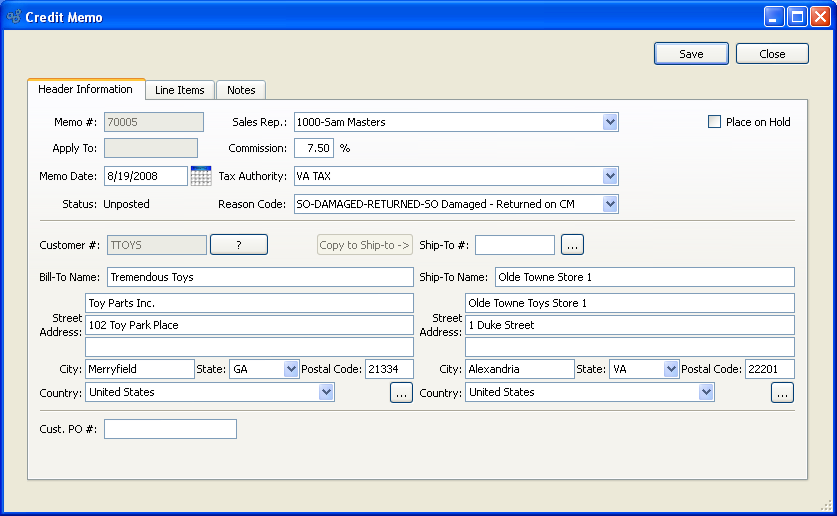 Credit Memo
Save Close
Header Information Line Items Notes
Memo #: 70005 Sales Rep.: 1000-Sam Masters Place on Hold
Apply To: Commission: 7.50 %
Memo Date: 8/19/2008 Tax Authority: VA TAX
Status: Unposted Reason Code: SO-DAMAGED-RETURNED-SO Damaged - Returned on CM
Customer #: TTOYS ? Copy to Ship-to -> Ship-To #: ...
Bill-To Name: Tremendous Toys Ship-To Name: Olde Towne Store 1
Toy Parts Inc. Olde Towne Toys Store 1
Street Address: 102 Toy Park Place Street Address: 1 Duke Street
City: Merryfield State: GA Postal Code: 21334 City: Alexandria State: VA Postal Code: 22201
Country: United States ... Country: United States ...
Cust. PO #: